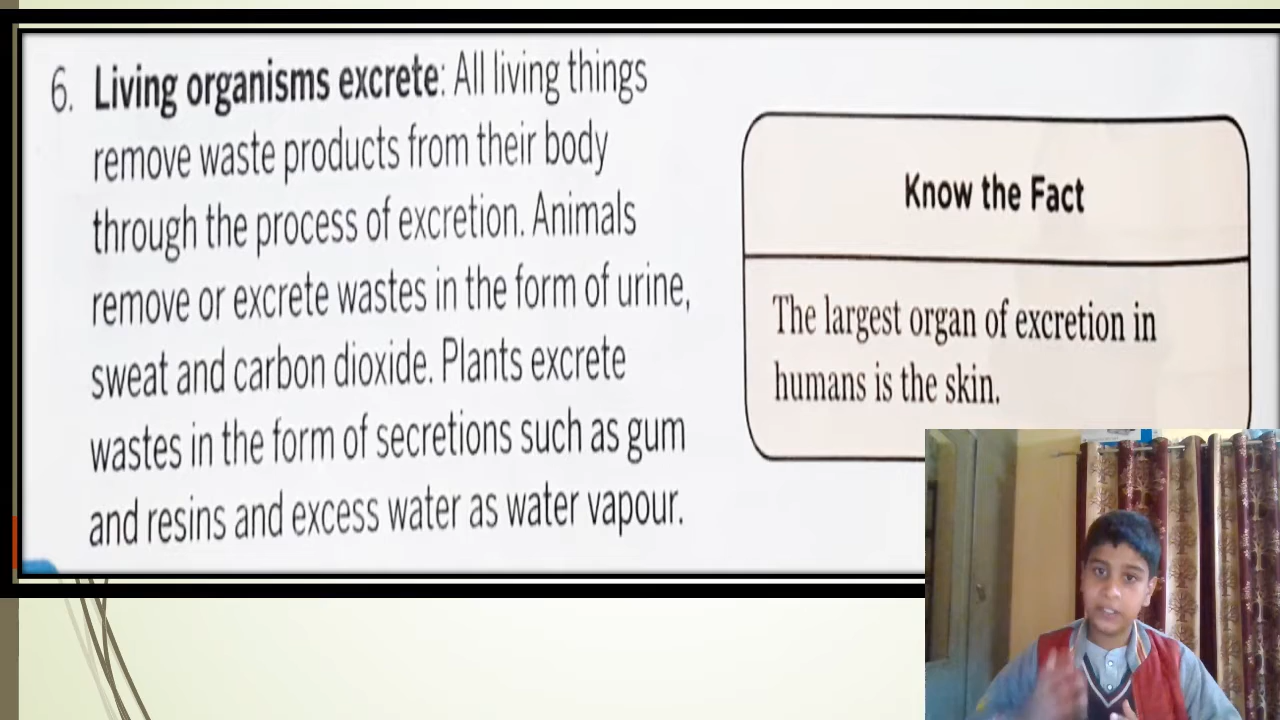 6. Living organisms excrete: All living things
remove waste products from their body
through the process of excretion. Animals
remove or excrete wastes in the form of urine,
sweat and carbon dioxide. Plants excrete
wastes in the form of secretions such as gum
and resins and excess water as water vapour.
Know the Fact
The largest organ of excretion in
humans is the skin.